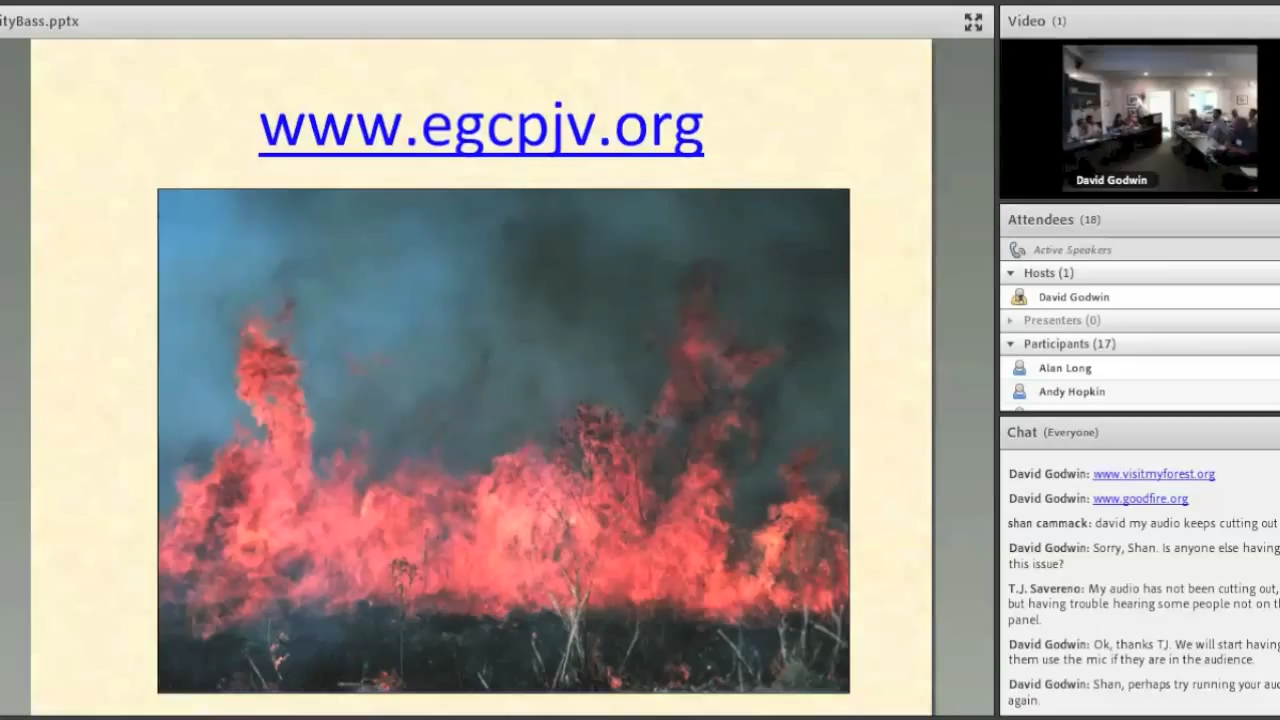 ityBass.pptx
www.egcpjv.org
Video (1)
David Godwin
Attendees (18)
Active Speakers
Hosts (1)
David Godwin
Presenters (0)
Participants (17)
Alan Long
Andy Hopkin
Chat (Everyone)
David Godwin: www.visitmyforest.org
David Godwin: www.goodfire.org
shan cammack: david my audio keeps cutting out
David Godwin: Sorry, Shan. Is anyone else having
this issue?
T.J. Savereno: My audio has not been cutting out,
but having trouble hearing some people not on th
panel.
David Godwin: Ok, thanks TJ. We will start having
them use the mic if they are in the audience.
David Godwin: Shan, perhaps try running your aud
again.